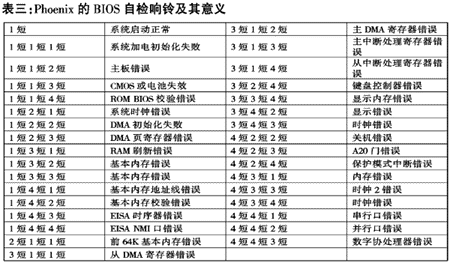 表三：Phoenix 的 BIOS 自检响铃及其意义
1 短 系统启动正常 3 短 1 短 2 短 主 DMA 寄存器错误
1 短 1 短 1 短 系统加电初始化失败 3 短 1 短 3 短 主中断处理寄存器错误
1 短 1 短 2 短 主板错误 3 短 1 短 4 短 从中断处理寄存器错误
1 短 1 短 3 短 CMOS 或电池失效 3 短 2 短 4 短 键盘控制器错误
1 短 1 短 4 短 ROM BIOS 校验错误 3 短 3 短 4 短 显示内存错误
1 短 2 短 1 短 系统时钟错误 3 短 4 短 2 短 显示错误
1 短 2 短 2 短 DMA 初始化失败 3 短 4 短 3 短 时钟错误
1 短 2 短 3 短 DMA 页寄存器错误 4 短 2 短 2 短 关机错误
1 短 3 短 1 短 RAM 刷新错误 4 短 2 短 3 短 A20 门错误
1 短 3 短 2 短 基本内存错误 4 短 2 短 4 短 保护模式中断错误
1 短 3 短 3 短 基本内存错误 4 短 3 短 1 短 内存错误
1 短 4 短 1 短 基本内存地址线错误 4 短 3 短 3 短 时钟 2 错误
1 短 4 短 2 短 基本内存校验错误 4 短 3 短 4 短 时钟错误
1 短 4 短 3 短 EISA 时序器错误 4 短 4 短 1 短 串行口错误
1 短 4 短 4 短 EISA NMI 口错误 4 短 4 短 2 短 并行口错误
2 短 1 短 1 短 前 64K 基本内存错误 4 短 4 短 3 短 数字协处理器错误
3 短 1 短 1 短 从 DMA 寄存器错误